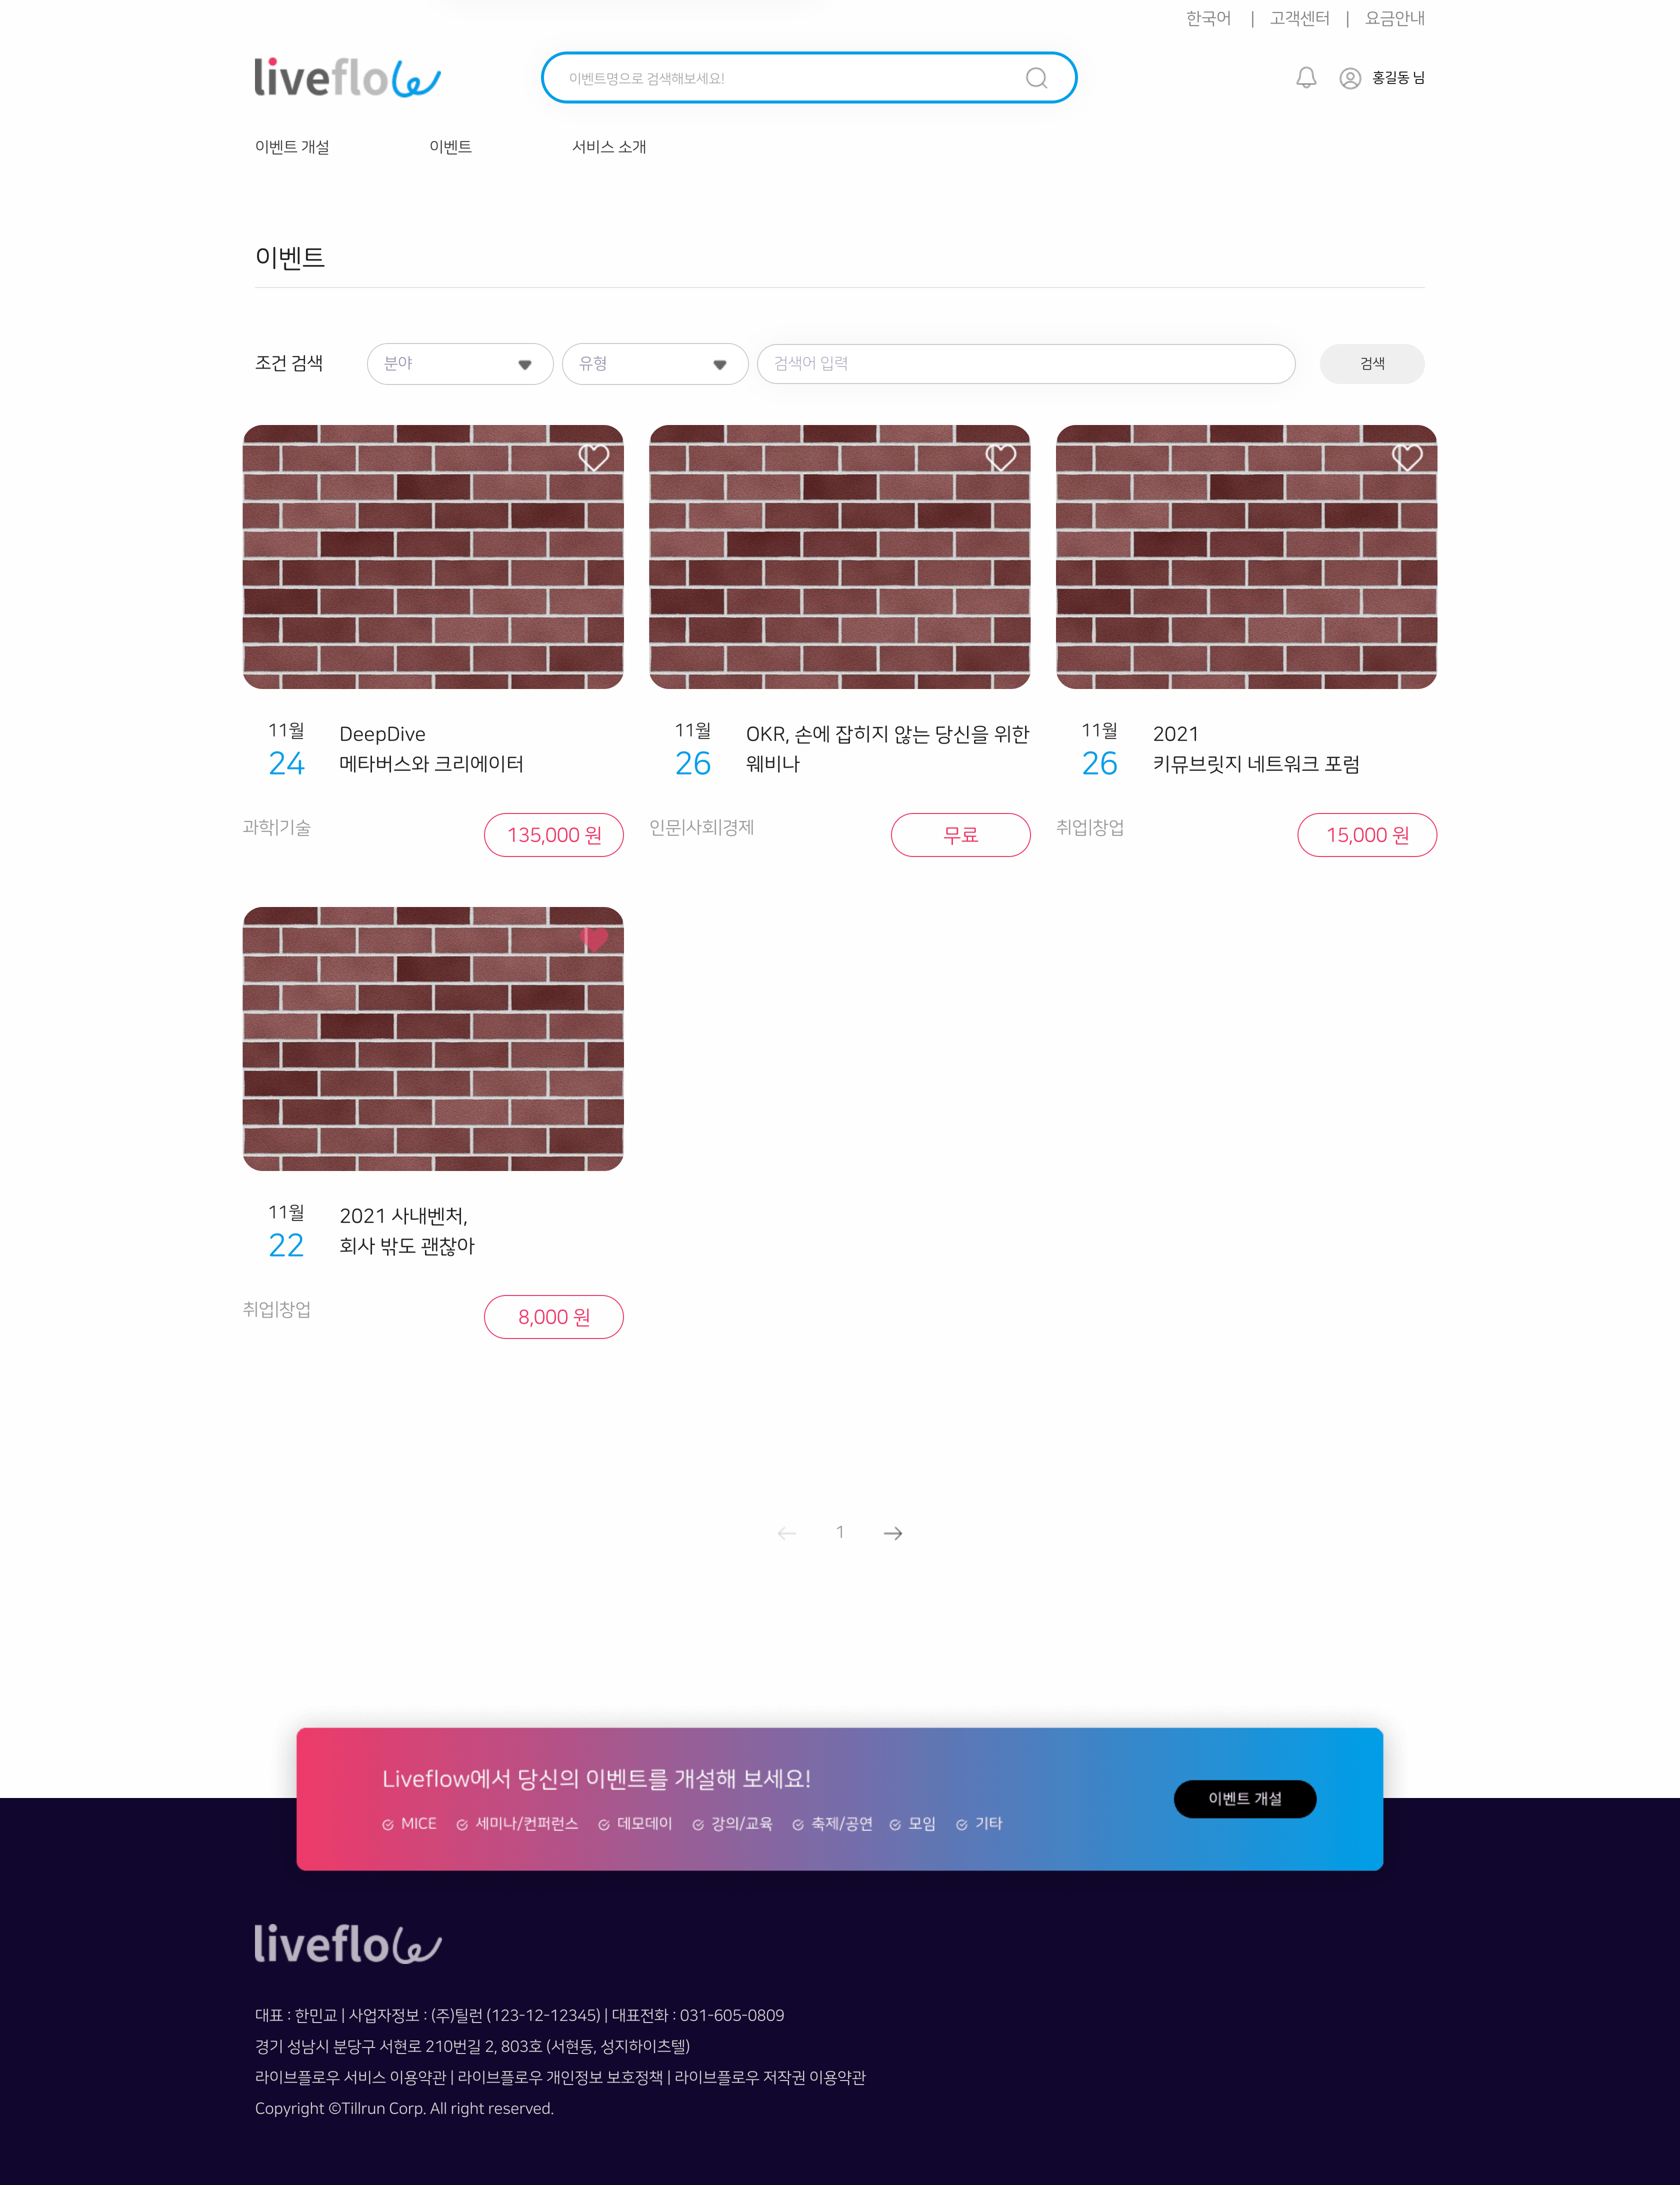 한국어 | 고객센터 | 요금안내
liveflow
이벤트명으로 검색해보세요!
홍길동 님
이벤트 개설
이벤트
서비스 소개
이벤트
조건 검색
분야
유형
검색어 입력
검색
11월
24
DeepDive
메타버스와 크리에이터
과학|기술
135,000 원
11월
26
OKR, 손에 잡히지 않는 당신을 위한
웨비나
인문|사회|경제
무료
11월
26
2021
키뮤브릿지 네트워크 포럼
취업|창업
15,000 원
11월
22
2021 사내벤처,
회사 밖도 괜찮아
취업|창업
8,000 원
1
Liveflow에서 당신의 이벤트를 개설해 보세요!
MICE 세미나/컨퍼런스 데모데이 강의/교육 축제/공연 모임 기타
이벤트 개설
liveflow
대표 : 한민교 | 사업자정보 : (주)틸런 (123-12-12345) | 대표전화 : 031-605-0809
경기 성남시 분당구 서현로 210번길 2, 803호 (서현동, 성지하이츠텔)
라이브플로우 서비스 이용약관 | 라이브플로우 개인정보 보호정책 | 라이브플로우 저작권 이용약관
Copyright ©Tillrun Corp. All right reserved.